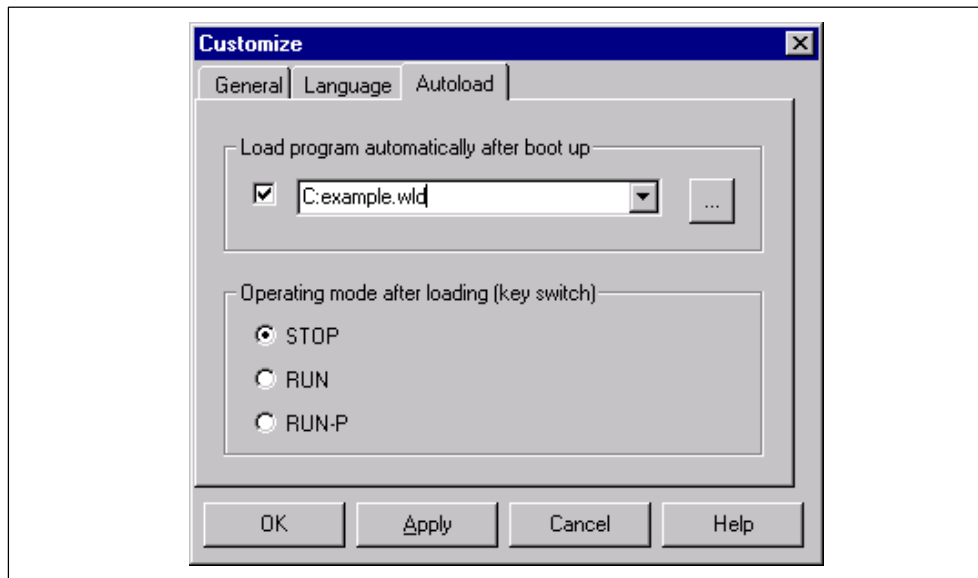 Customize
General Language Autoload
Load program automatically after boot up
C:example.wld
...
Operating mode after loading (key switch)
STOP
RUN
RUN-P
OK Apply Cancel Help